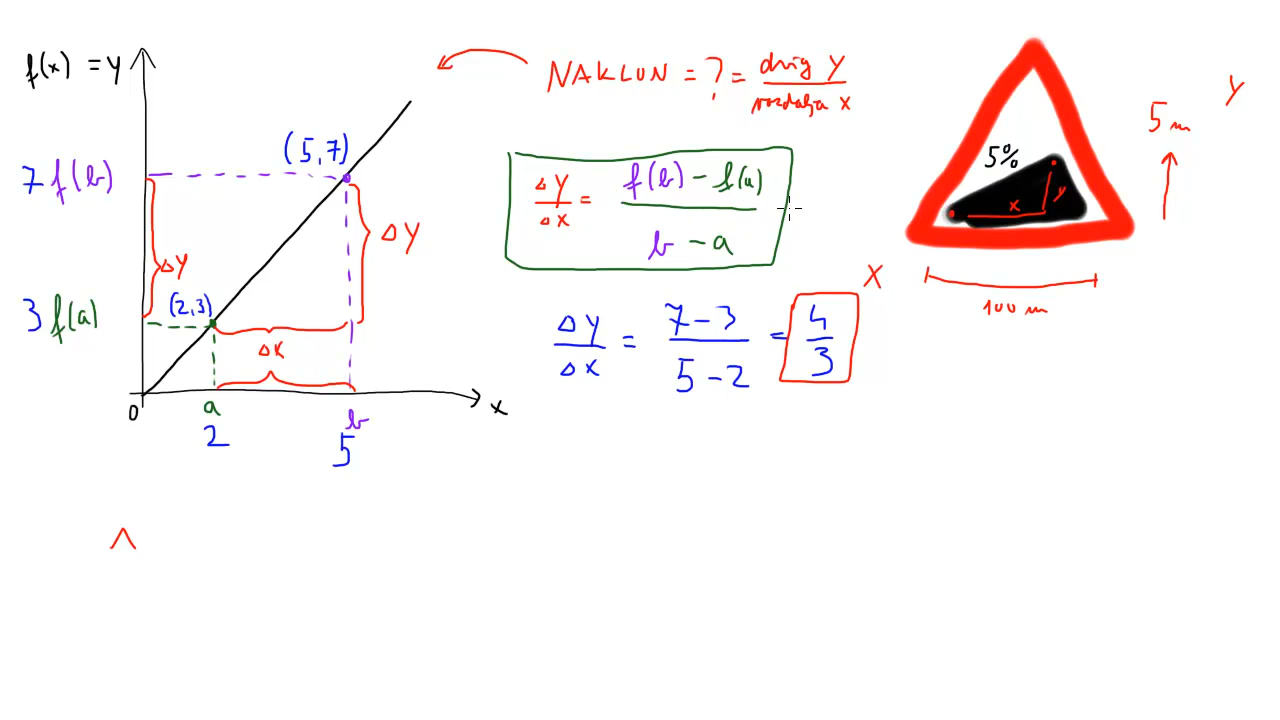 f(x) = y
7 f(b)
3 f(a)
(5,7)
(2,3)
Δy
Δy
Δx
0
a
2
b
5
x
NAKLON = ? = dvig y / razdalja x
Δy/Δx = f(b) - f(a) / b - a
Δy/Δx = 7-3 / 5-2 = 4/3
5%
x
y
5 m
y
x
100 m